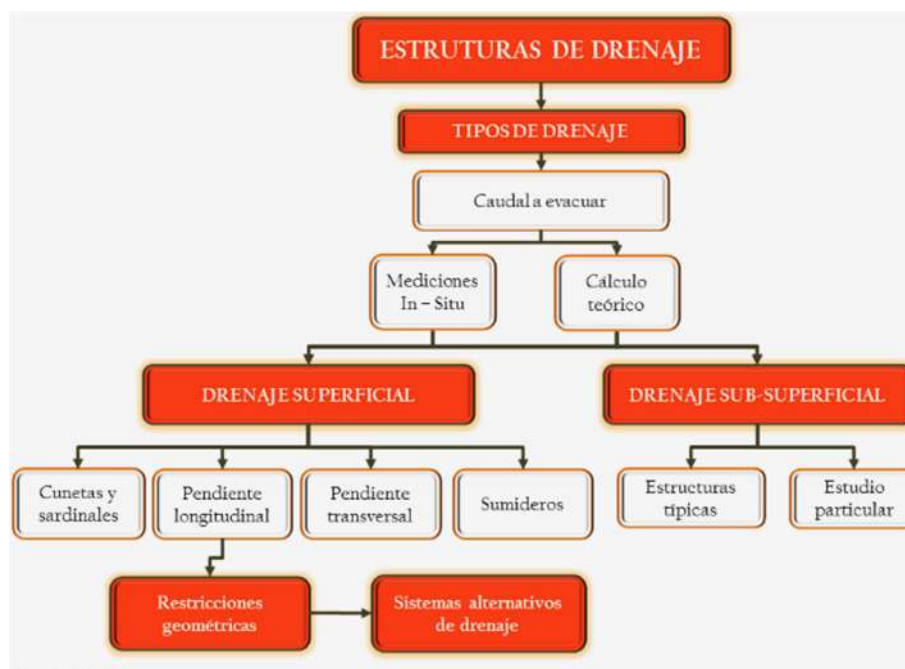 ESTRUTURAS DE DRENAJE
TIPOS DE DRENAJE
Caudal a evacuar
Mediciones
In – Situ
Cálculo
teórico
DRENAJE SUPERFICIAL
DRENAJE SUB-SUPERFICIAL
Cunetas y
sardinales
Pendiente
longitudinal
Pendiente
transversal
Sumideros
Estructuras
típicas
Estudio
particular
Restricciones
geométricas
Sistemas alternativos
de drenaje